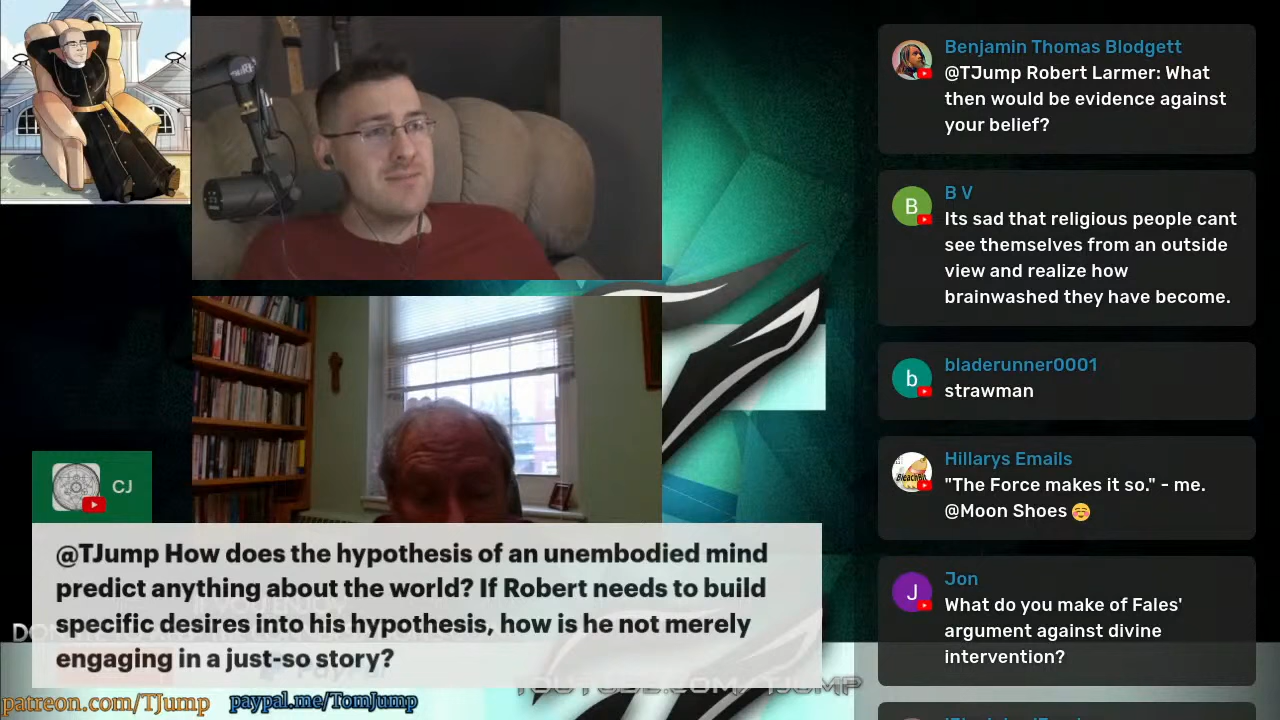 Benjamin Thomas Blodgett
@TJump Robert Larmer: What
then would be evidence against
your belief?
B V
B
Its sad that religious people cant
see themselves from an outside
view and realize how
brainwashed they have become.
bladerunner0001
b
strawman
Hillarys Emails
"The Force makes it so." - me.
@Moon Shoes 😊
Jon
J
What do you make of Fales'
argument against divine
intervention?
CJ
@TJump How does the hypothesis of an unembodied mind
predict anything about the world? If Robert needs to build
specific desires into his hypothesis, how is he not merely
engaging in a just-so story?
YOUTUBE.COM/TJUMP
patreon.com/TJump
paypal.me/TomJump